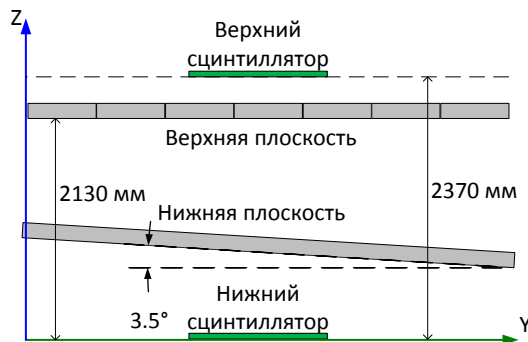 Z
Верхний
сцинтиллятор
Верхняя плоскость
2130 мм
2370 мм
Нижняя плоскость
Нижний
3.5°
сцинтиллятор
Y